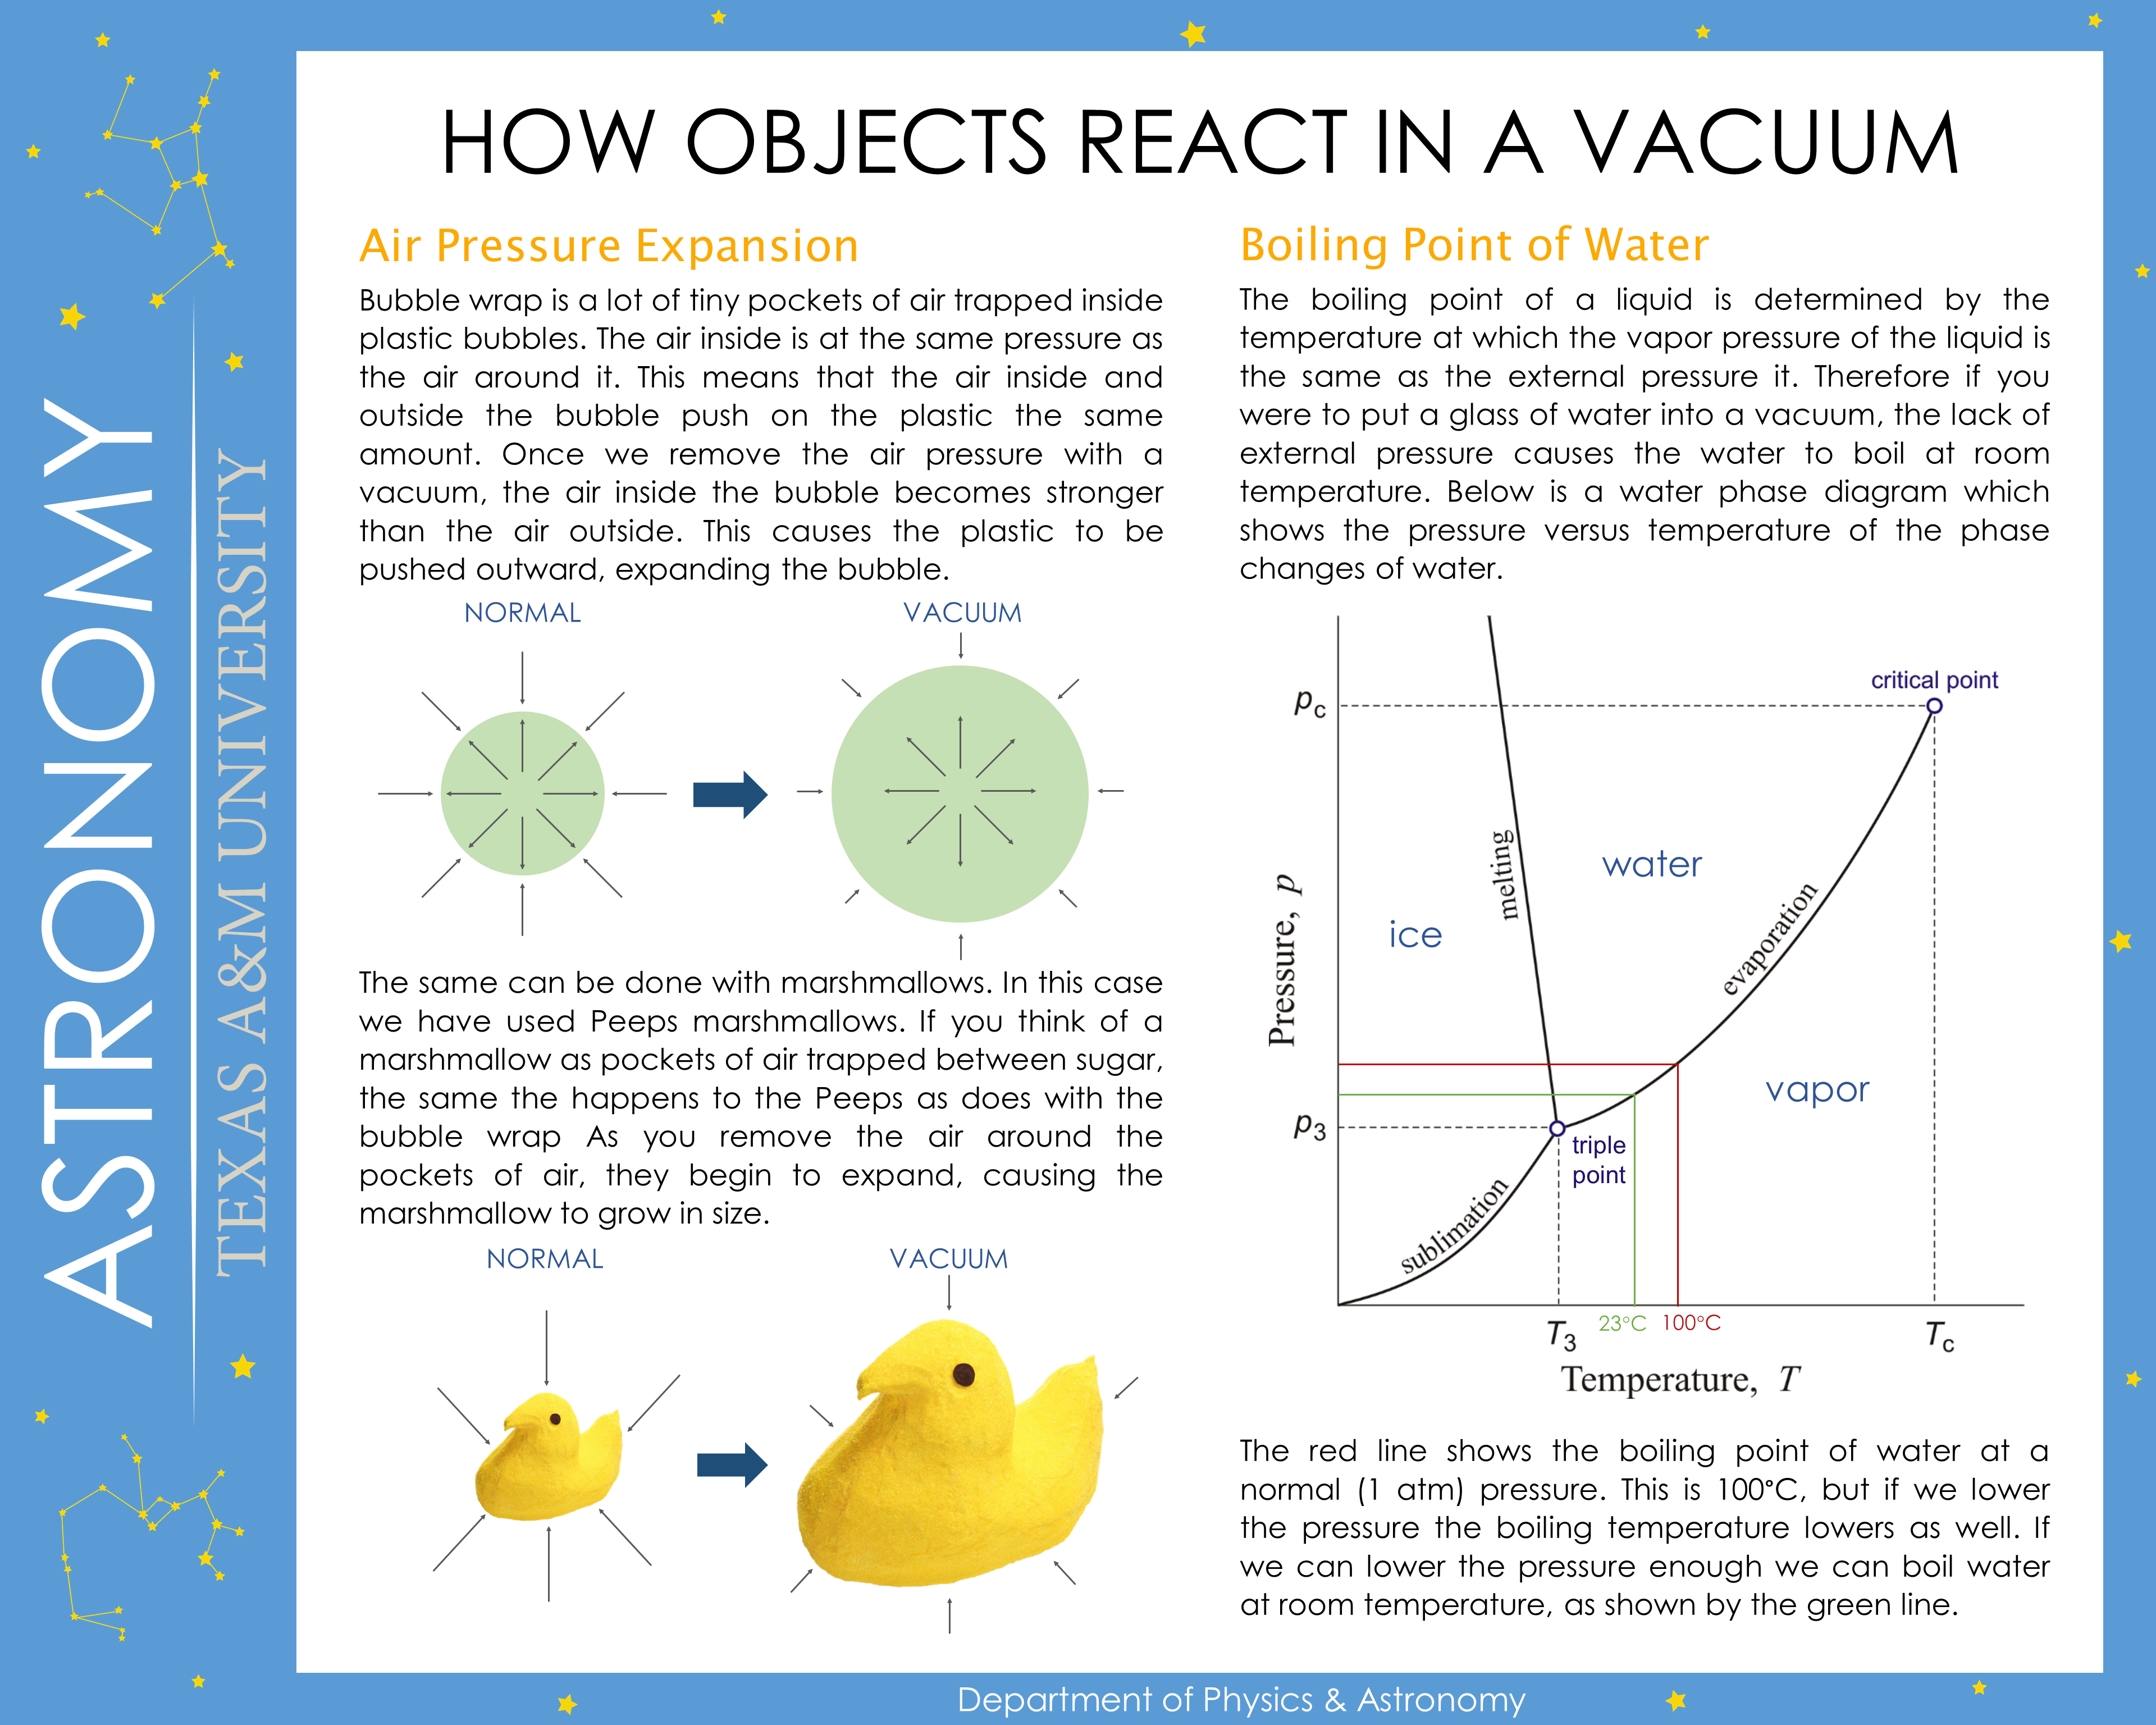 ASTRONOMY
TEXAS A&M UNIVERSITY
HOW OBJECTS REACT IN A VACUUM
Air Pressure Expansion
Bubble wrap is a lot of tiny pockets of air trapped inside
plastic bubbles. The air inside is at the same pressure as
the air around it. This means that the air inside and
outside the bubble push on the plastic the same
amount. Once we remove the air pressure with a
vacuum, the air inside the bubble becomes stronger
than the air outside. This causes the plastic to be
pushed outward, expanding the bubble.
NORMAL
VACUUM
The same can be done with marshmallows. In this case
we have used Peeps marshmallows. If you think of a
marshmallow as pockets of air trapped between sugar,
the same the happens to the Peeps as does with the
bubble wrap As you remove the air around the
pockets of air, they begin to expand, causing the
marshmallow to grow in size.
NORMAL
VACUUM
Boiling Point of Water
The boiling point of a liquid is determined by the
temperature at which the vapor pressure of the liquid is
the same as the external pressure it. Therefore if you
were to put a glass of water into a vacuum, the lack of
external pressure causes the water to boil at room
temperature. Below is a water phase diagram which
shows the pressure versus temperature of the phase
changes of water.
critical point
pc
melting
water
ice
evaporation
Pressure, p
vapor
p3
triple
point
sublimation
23°C
100°C
T3
Tc
Temperature, T
The red line shows the boiling point of water at a
normal (1 atm) pressure. This is 100°C, but if we lower
the pressure the boiling temperature lowers as well. If
we can lower the pressure enough we can boil water
at room temperature, as shown by the green line.
Department of Physics & Astronomy